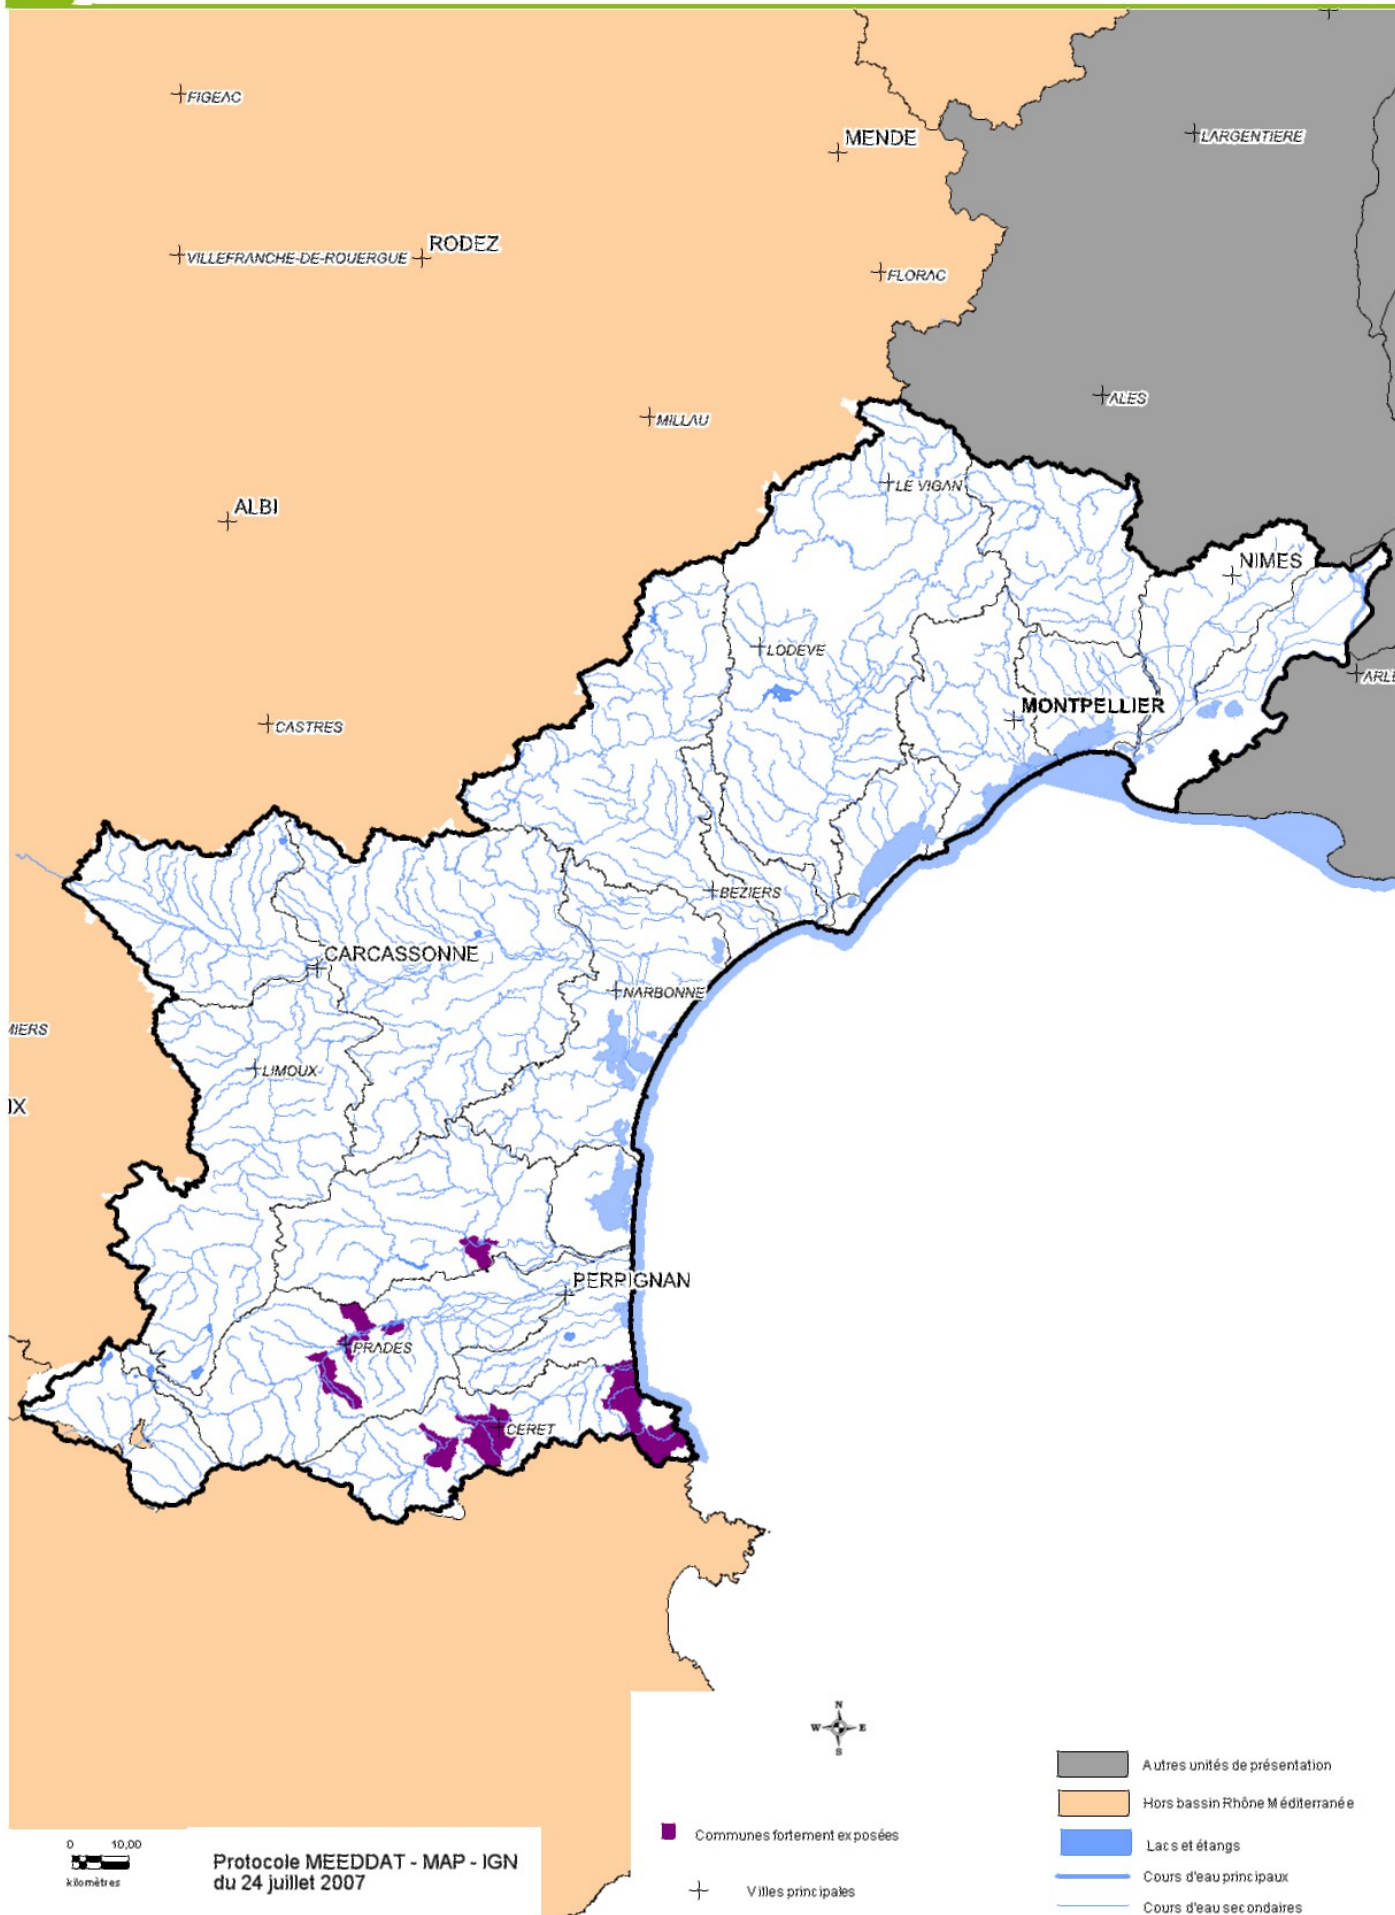 FIGEAC
MENDE
LARGENTIERE
RODEZ
VILLEFRANCHE-DE-ROUERGUE
FLORAC
ALES
MILLAU
LE VIGAN
ALBI
NIMES
LODEVE
ARLE
MONTPELLIER
CASTRES
BEZIERS
CARCASSONNE
NARBONNE
MIERS
LIMOUX
IX
PERPIGNAN
PRADES
CERET
N
W E
S
Autres unités de présentation
Hors bassin Rhône Méditerranée
Communes fortement exposées
Lacs et étangs
0 10,00
kilomètres
Protocole MEEDDAT - MAP - IGN
du 24 juillet 2007
Cours d'eau principaux
Villes principales
Cours d'eau secondaires